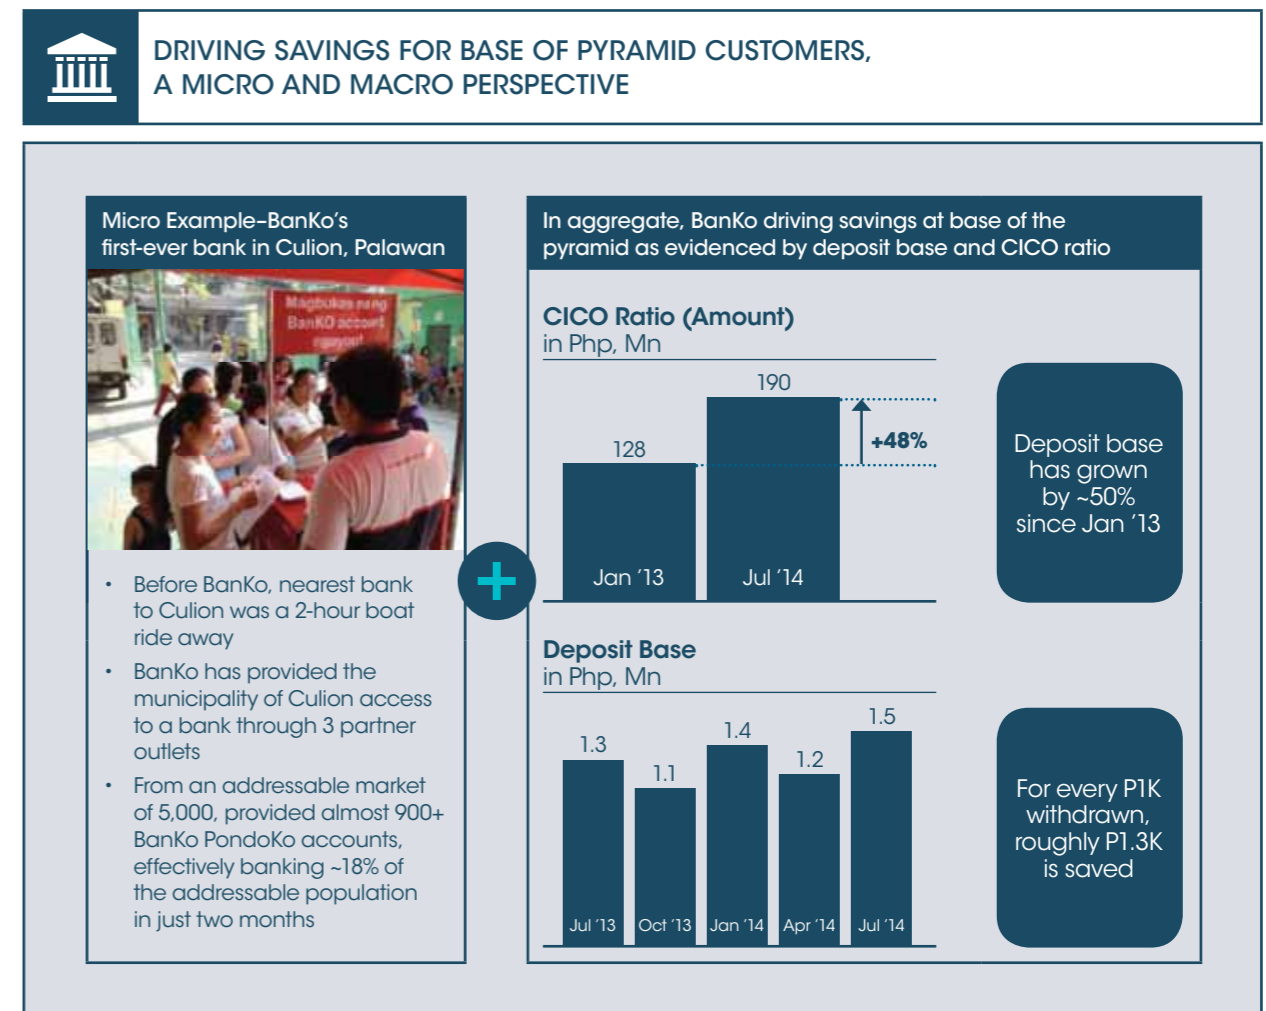 DRIVING SAVINGS FOR BASE OF PYRAMID CUSTOMERS,
A MICRO AND MACRO PERSPECTIVE
Micro Example–BanKo’s
first-ever bank in Culion, Palawan
Magbukas na ng
BanKO account
ngayon!
• Before BanKo, nearest bank
to Culion was a 2-hour boat
ride away
• BanKo has provided the
municipality of Culion access
to a bank through 3 partner
outlets
• From an addressable market
of 5,000, provided almost 900+
BanKo PondoKo accounts,
effectively banking ~18% of
the addressable population
in just two months
+
In aggregate, BanKo driving savings at base of the
pyramid as evidenced by deposit base and CICO ratio
CICO Ratio (Amount)
in Php, Mn
128
190
+48%
Jan ’13
Jul ’14
Deposit base
has grown
by ~50%
since Jan ’13
Deposit Base
in Php, Mn
1.3
1.1
1.4
1.2
1.5
Jul ’13
Oct ’13
Jan ’14
Apr ’14
Jul ’14
For every P1K
withdrawn,
roughly P1.3K
is saved